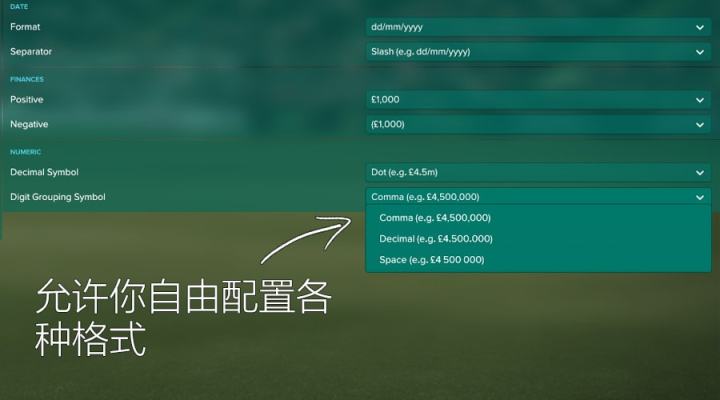 DATE
Format dd/mm/yyyy
Separator Slash (e.g. dd/mm/yyyy)
FINANCES
Positive £1,000
Negative (£1,000)
NUMERIC
Decimal Symbol Dot (e.g. £4.5m)
Digit Grouping Symbol Comma (e.g. £4,500,000)
Comma (e.g. £4,500,000)
Decimal (e.g. £4.500.000)
Space (e.g. £4 500 000)
允许你自由配置各
种格式